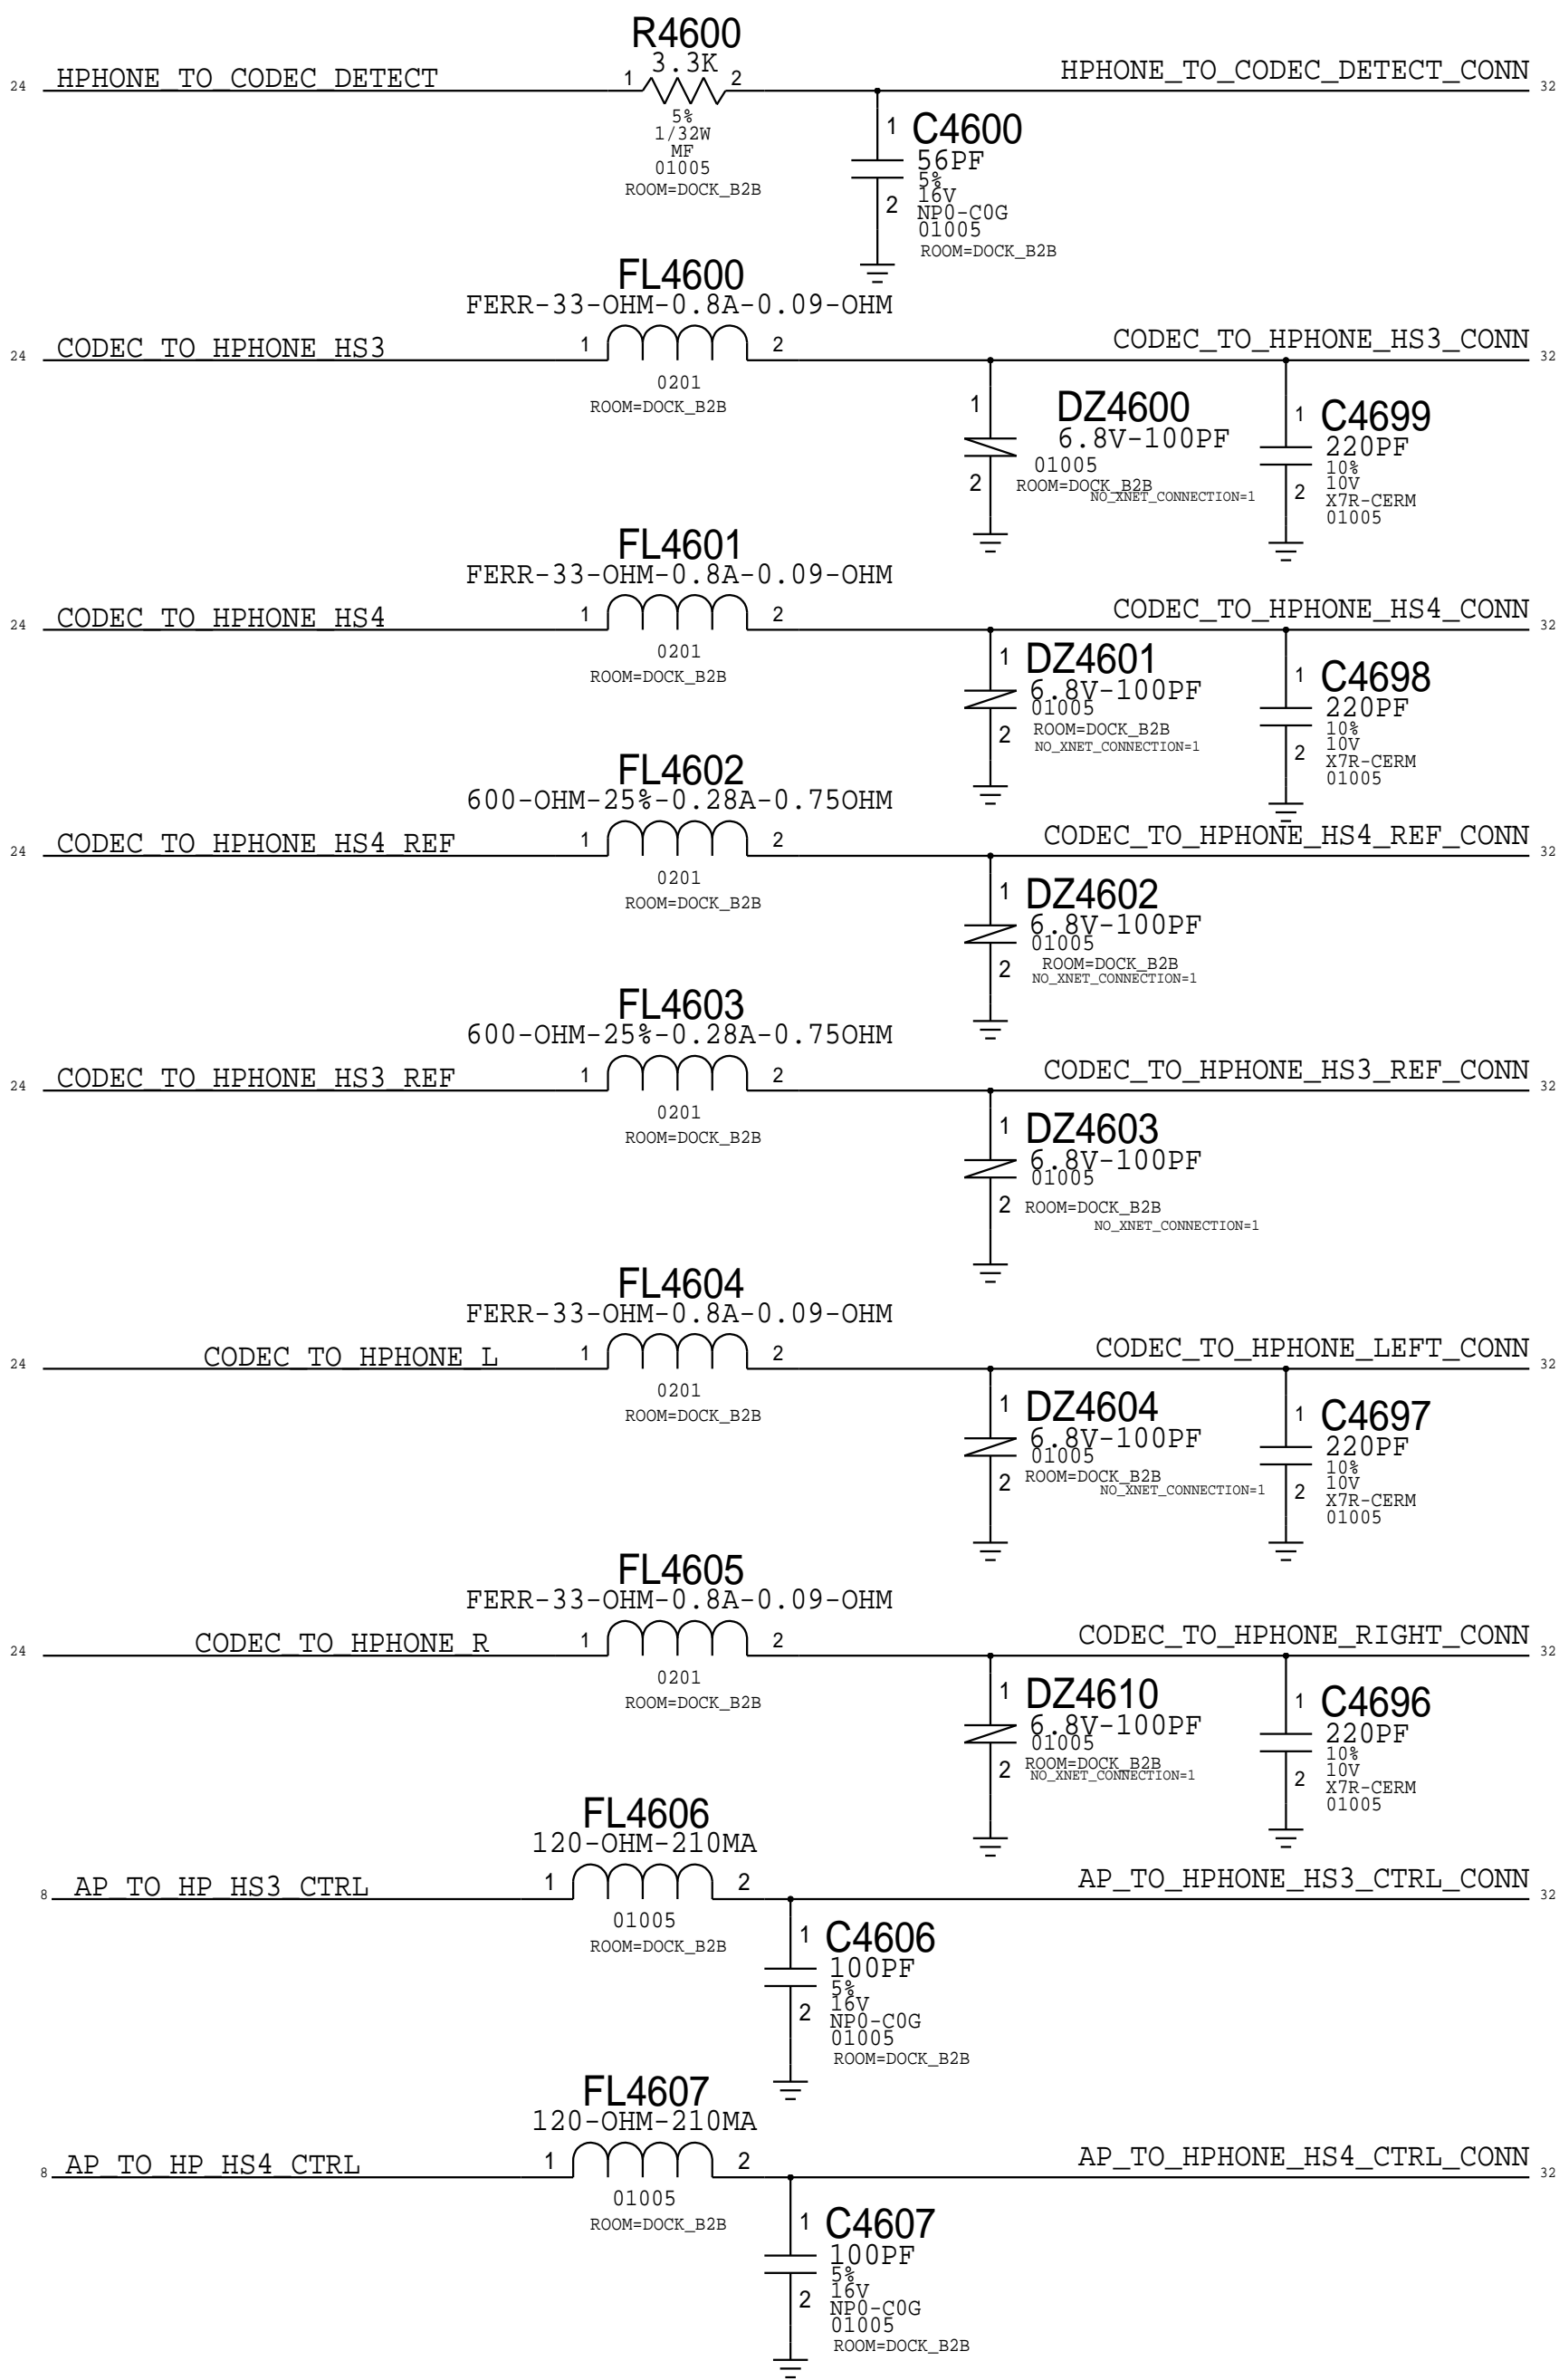 R4600
3.3K
24 HPHONE_TO_CODEC_DETECT 1 2 HPHONE_TO_CODEC_DETECT_CONN 32
5%
1/32W
MF
01005
ROOM=DOCK_B2B
1 C4600
56PF
5%
16V
2 NP0-C0G
01005
ROOM=DOCK_B2B
FL4600
FERR-33-OHM-0.8A-0.09-OHM
24 CODEC_TO_HPHONE_HS3 1 2 CODEC_TO_HPHONE_HS3_CONN 32
0201
ROOM=DOCK_B2B
1 DZ4600
6.8V-100PF
01005
2 ROOM=DOCK_B2B
NO_XNET_CONNECTION=1
1 C4699
220PF
10%
10V
2 X7R-CERM
01005
FL4601
FERR-33-OHM-0.8A-0.09-OHM
24 CODEC_TO_HPHONE_HS4 1 2 CODEC_TO_HPHONE_HS4_CONN 32
0201
ROOM=DOCK_B2B
1 DZ4601
6.8V-100PF
01005
2 ROOM=DOCK_B2B
NO_XNET_CONNECTION=1
1 C4698
220PF
10%
10V
2 X7R-CERM
01005
FL4602
600-OHM-25%-0.28A-0.75OHM
24 CODEC_TO_HPHONE_HS4_REF 1 2 CODEC_TO_HPHONE_HS4_REF_CONN 32
0201
ROOM=DOCK_B2B
1 DZ4602
6.8V-100PF
01005
2 ROOM=DOCK_B2B
NO_XNET_CONNECTION=1
FL4603
600-OHM-25%-0.28A-0.75OHM
24 CODEC_TO_HPHONE_HS3_REF 1 2 CODEC_TO_HPHONE_HS3_REF_CONN 32
0201
ROOM=DOCK_B2B
1 DZ4603
6.8V-100PF
01005
2 ROOM=DOCK_B2B
NO_XNET_CONNECTION=1
FL4604
FERR-33-OHM-0.8A-0.09-OHM
24 CODEC_TO_HPHONE_L 1 2 CODEC_TO_HPHONE_LEFT_CONN 32
0201
ROOM=DOCK_B2B
1 DZ4604
6.8V-100PF
01005
2 ROOM=DOCK_B2B
NO_XNET_CONNECTION=1
1 C4697
220PF
10%
10V
2 X7R-CERM
01005
FL4605
FERR-33-OHM-0.8A-0.09-OHM
24 CODEC_TO_HPHONE_R 1 2 CODEC_TO_HPHONE_RIGHT_CONN 32
0201
ROOM=DOCK_B2B
1 DZ4610
6.8V-100PF
01005
2 ROOM=DOCK_B2B
NO_XNET_CONNECTION=1
1 C4696
220PF
10%
10V
2 X7R-CERM
01005
FL4606
120-OHM-210MA
8 AP_TO_HP_HS3_CTRL 1 2 AP_TO_HPHONE_HS3_CTRL_CONN 32
01005
ROOM=DOCK_B2B
1 C4606
100PF
5%
16V
2 NP0-C0G
01005
ROOM=DOCK_B2B
FL4607
120-OHM-210MA
8 AP_TO_HP_HS4_CTRL 1 2 AP_TO_HPHONE_HS4_CTRL_CONN 32
01005
ROOM=DOCK_B2B
1 C4607
100PF
5%
16V
2 NP0-C0G
01005
ROOM=DOCK_B2B